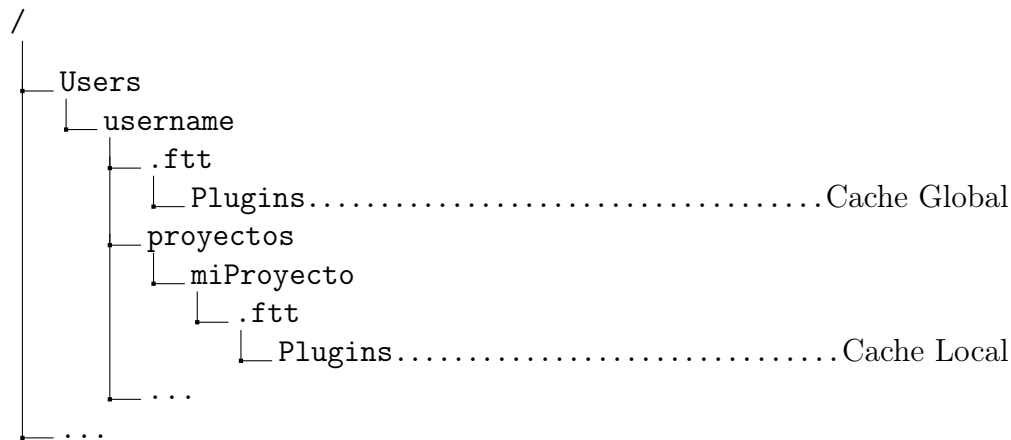 /
Users
username
.ftt
Plugins.....................................Cache Global
proyectos
miProyecto
.ftt
Plugins...............................Cache Local
...
...